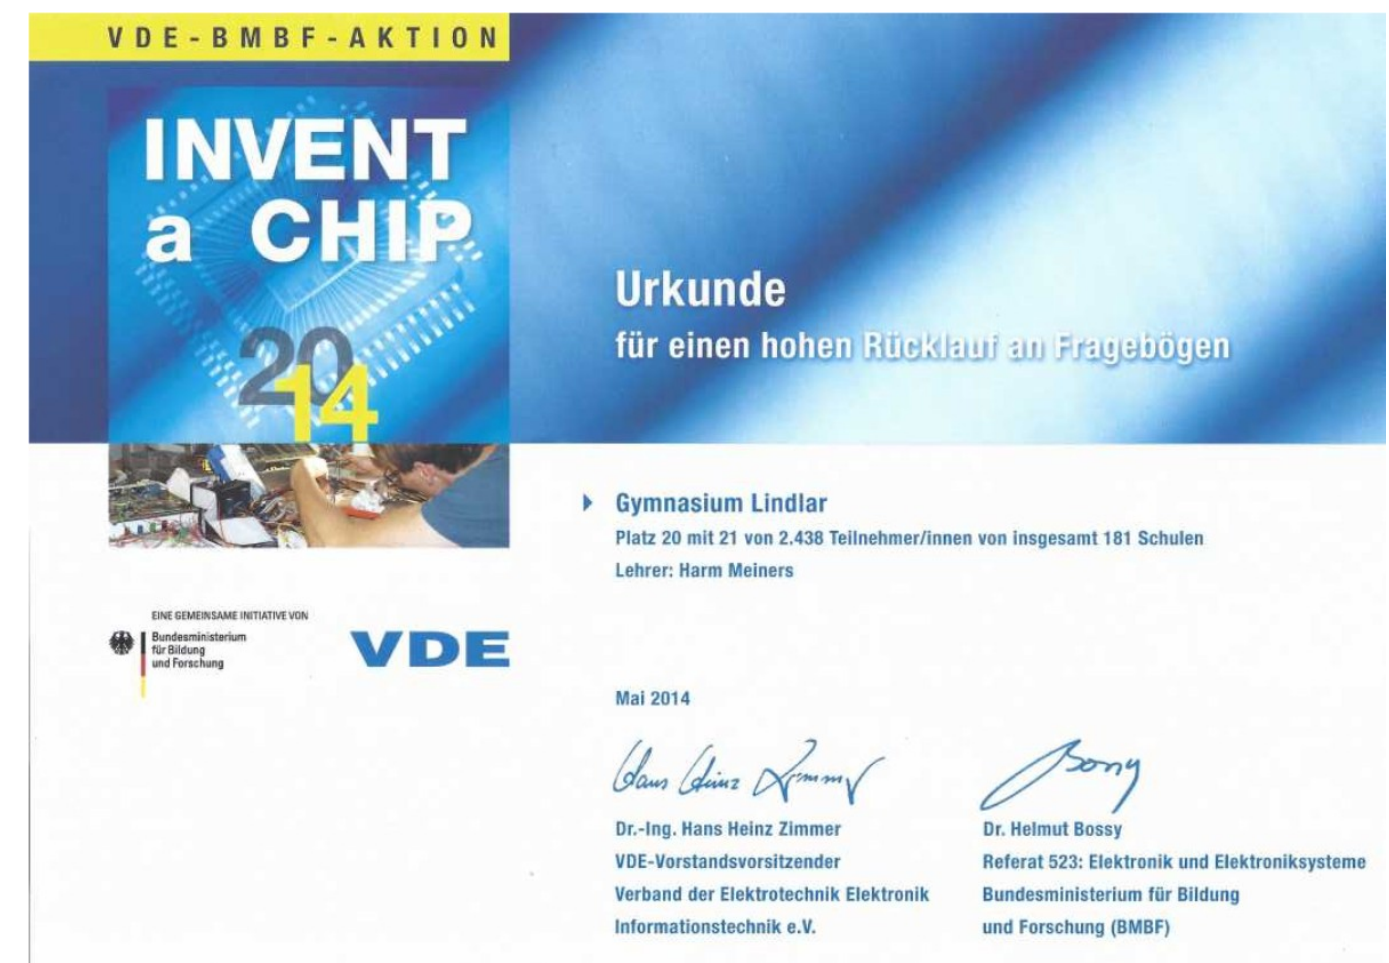 VDE-BMBF-AKTION
INVENT
a CHIP
2014
Urkunde
für einen hohen Rücklauf an Fragebögen
Gymnasium Lindlar
Platz 20 mit 21 von 2.438 Teilnehmer/innen von insgesamt 181 Schulen
Lehrer: Harm Meiners
EINE GEMEINSAME INITIATIVE VON
Bundesministerium
für Bildung
und Forschung
VDE
Mai 2014
Hans Heinz Zimmer
Bossy
Dr.-Ing. Hans Heinz Zimmer
VDE-Vorstandsvorsitzender
Verband der Elektrotechnik Elektronik
Informationstechnik e.V.
Dr. Helmut Bossy
Referat 523: Elektronik und Elektroniksysteme
Bundesministerium für Bildung
und Forschung (BMBF)